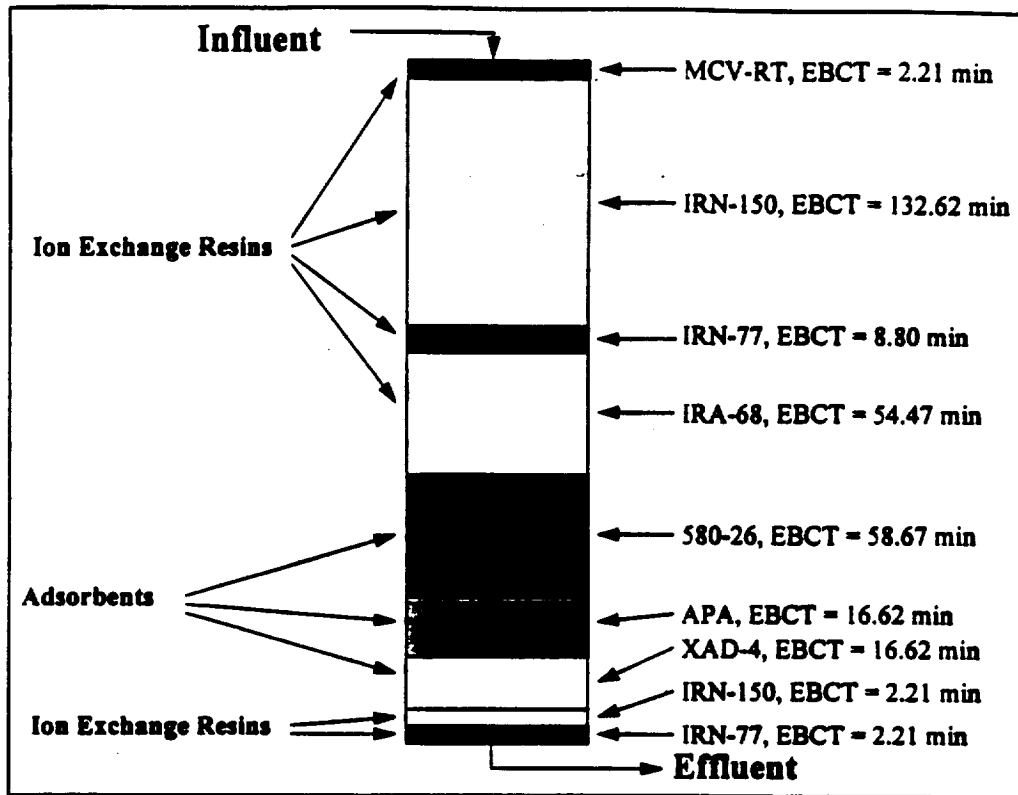 Influent
MCV-RT, EBCT = 2.21 min
IRN-150, EBCT = 132.62 min
Ion Exchange Resins
IRN-77, EBCT = 8.80 min
IRA-68, EBCT = 54.47 min
580-26, EBCT = 58.67 min
Adsorbents
APA, EBCT = 16.62 min
XAD-4, EBCT = 16.62 min
IRN-150, EBCT = 2.21 min
Ion Exchange Resins
IRN-77, EBCT = 2.21 min
Effluent